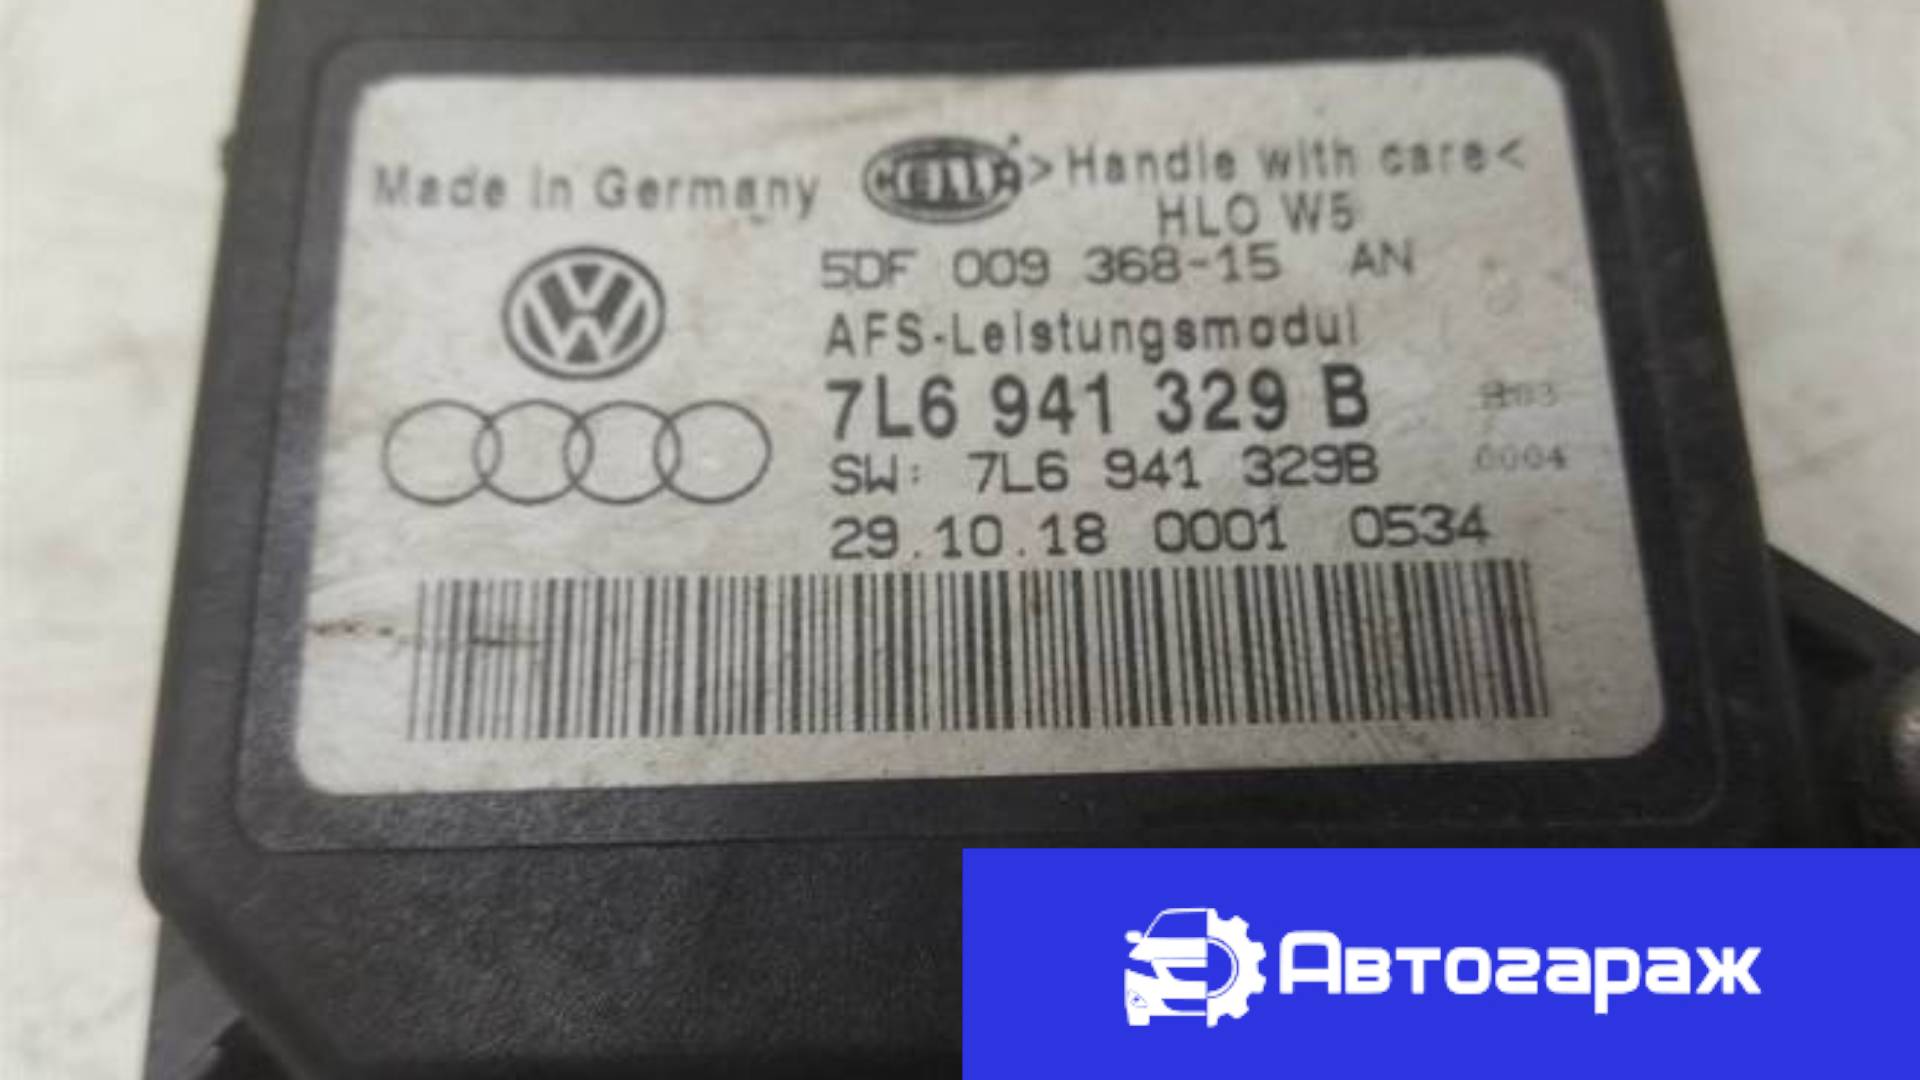 Made in Germany HELLA >Handle with care<
HLO W5
5DF 009 368-15 AN
AFS-Leistungsmodul
7L6 941 329 B
SW: 7L6 941 329B 0004
29.10.18 0001 0534
Автогараж